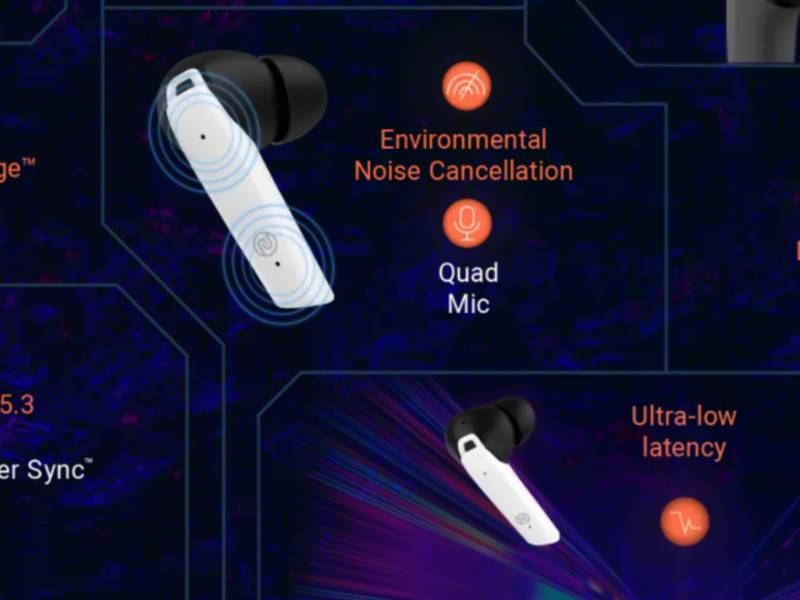 Environmental
Noise Cancellation
ge™
Quad
Mic
5.3
er Sync™
Ultra-low
latency